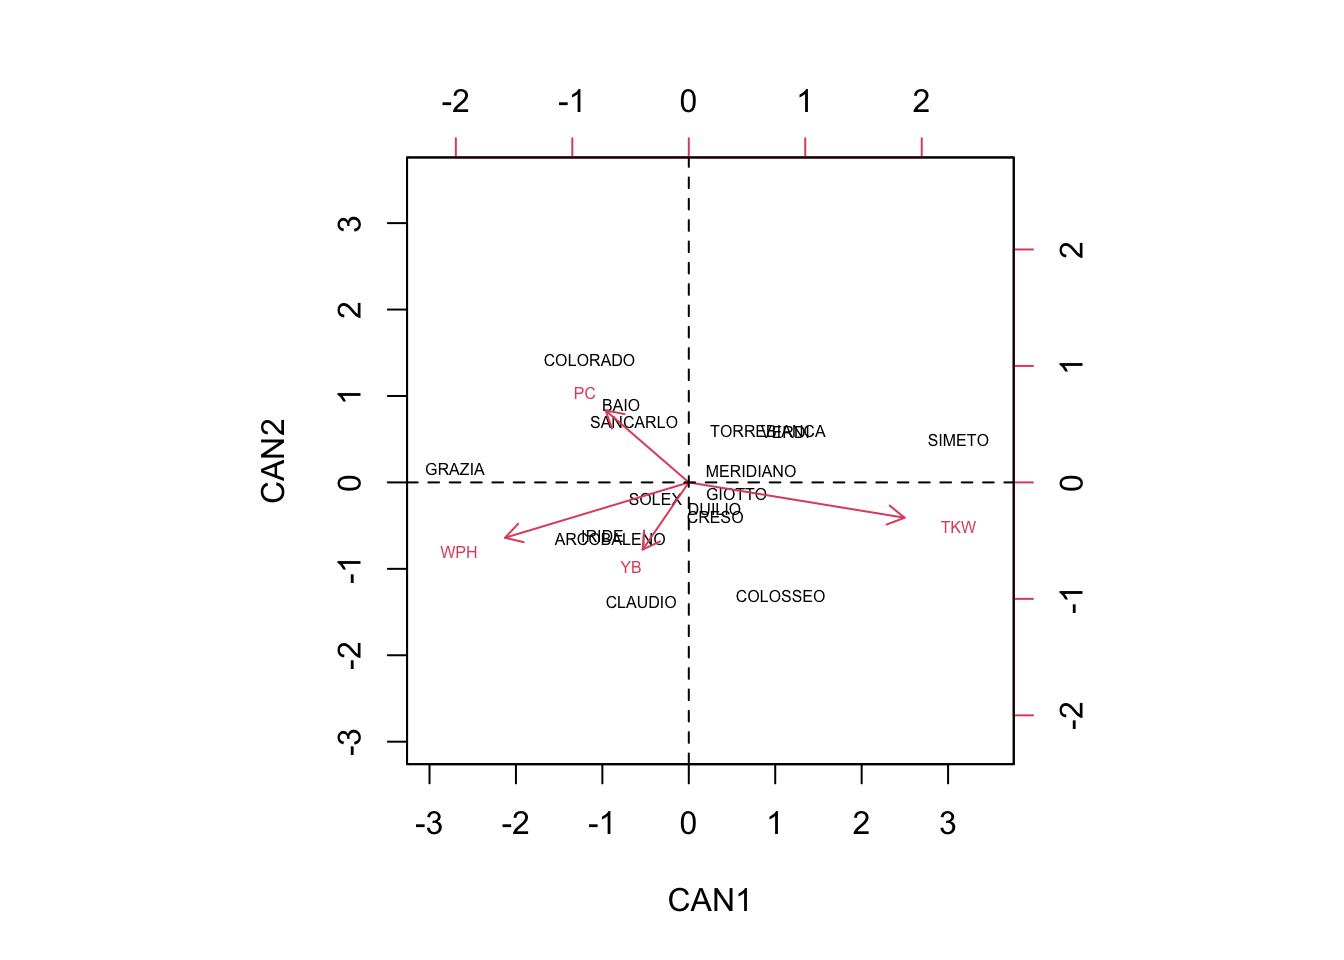 -2 -1 0 1 2
3
2
2
COLORADO
1
PC
1
BAIO
SANCARLO
TORREBIANCA
VERDI
SIMETO
GRAZIA
MERIDIANO
0
0
GIOTTO
SOLEX
DUILIO
CRESO
TKW
IRIDE
ARCOBALENO
WPH
YB
-1
-1
COLOSSEO
CLAUDIO
-2
-2
-3
CAN2
-3 -2 -1 0 1 2 3
CAN1